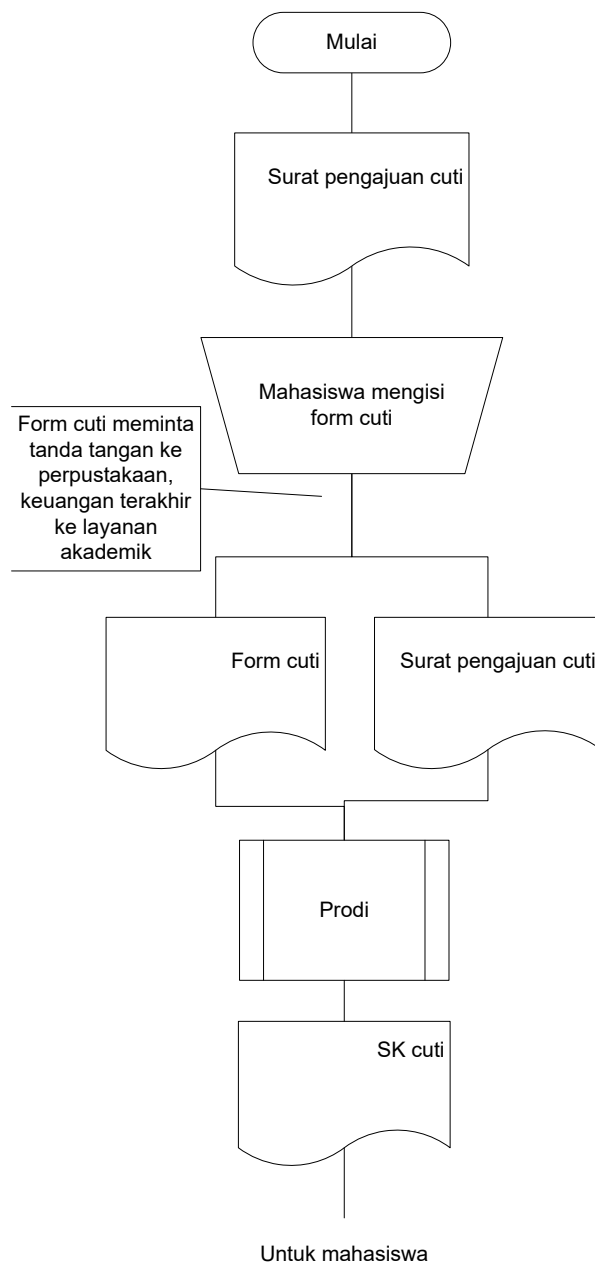 Mulai
Surat pengajuan cuti
Mahasiswa mengisi
form cuti
Form cuti meminta
tanda tangan ke
perpustakaan,
keuangan terakhir
ke layanan
akademik
Form cuti
Surat pengajuan cuti
Prodi
SK cuti
Untuk mahasiswa